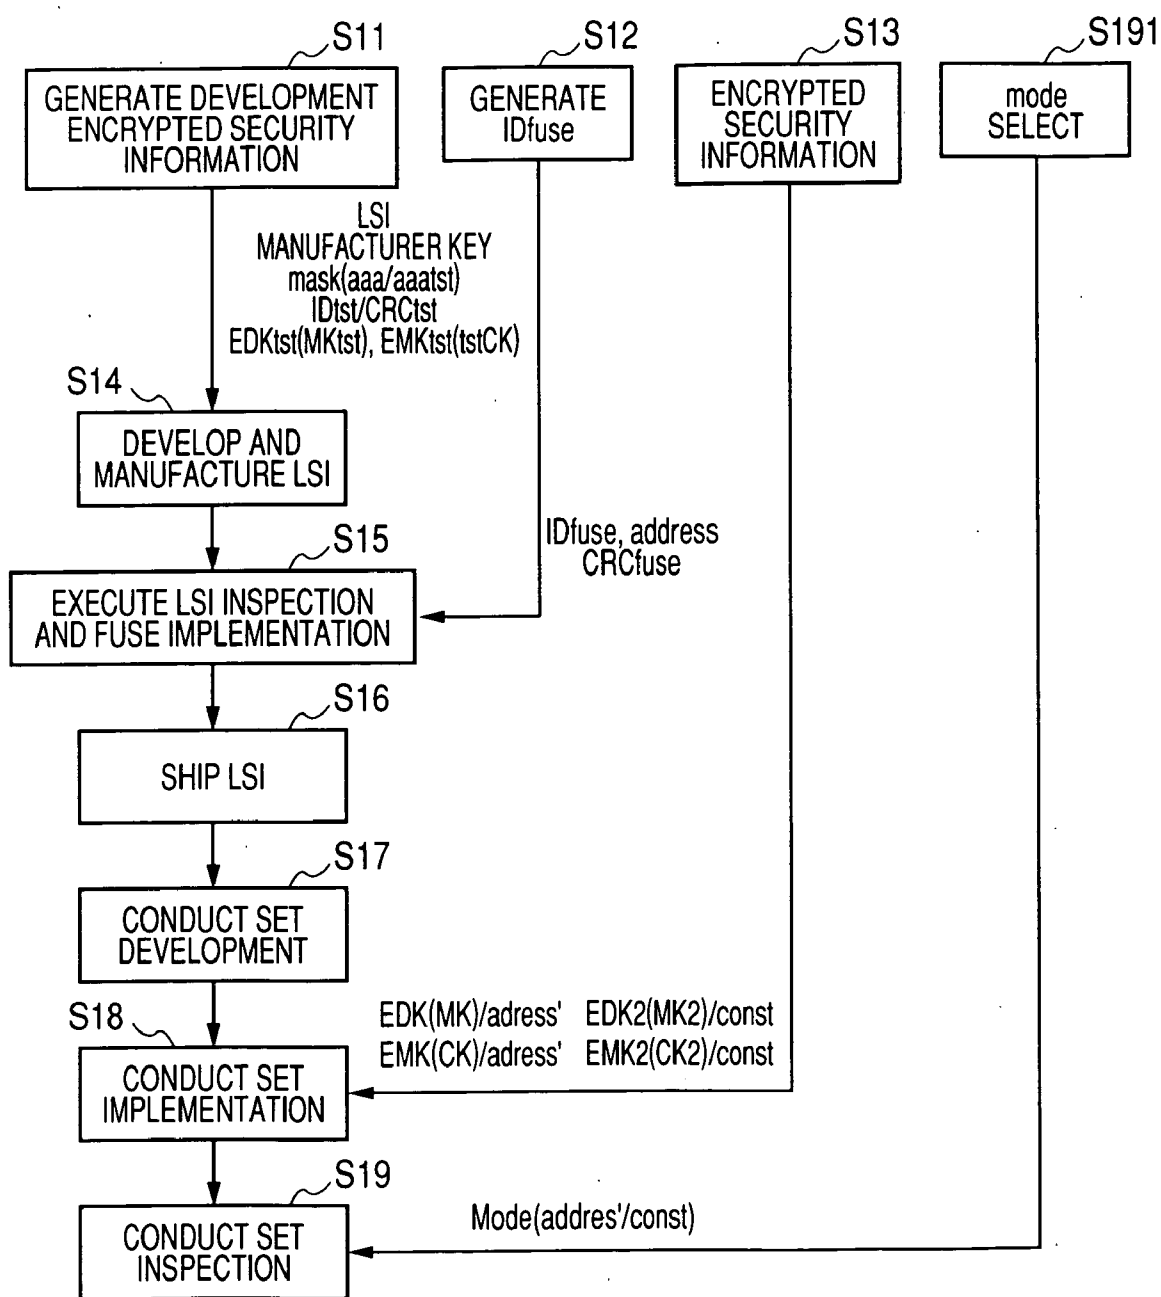 S11
S12
S13
S191
GENERATE DEVELOPMENT
ENCRYPTED SECURITY
INFORMATION
GENERATE
IDfuse
ENCRYPTED
SECURITY
INFORMATION
mode
SELECT
LSI
MANUFACTURER KEY
mask(aaa/aaatst)
IDtst/CRCtst
EDKtst(MKtst), EMKtst(tstCK)
S14
DEVELOP AND
MANUFACTURE LSI
IDfuse, address
CRCfuse
S15
EXECUTE LSI INSPECTION
AND FUSE IMPLEMENTATION
S16
SHIP LSI
S17
CONDUCT SET
DEVELOPMENT
S18
EDK(MK)/adress' EDK2(MK2)/const
EMK(CK)/adress' EMK2(CK2)/const
CONDUCT SET
IMPLEMENTATION
S19
Mode(addres'/const)
CONDUCT SET
INSPECTION